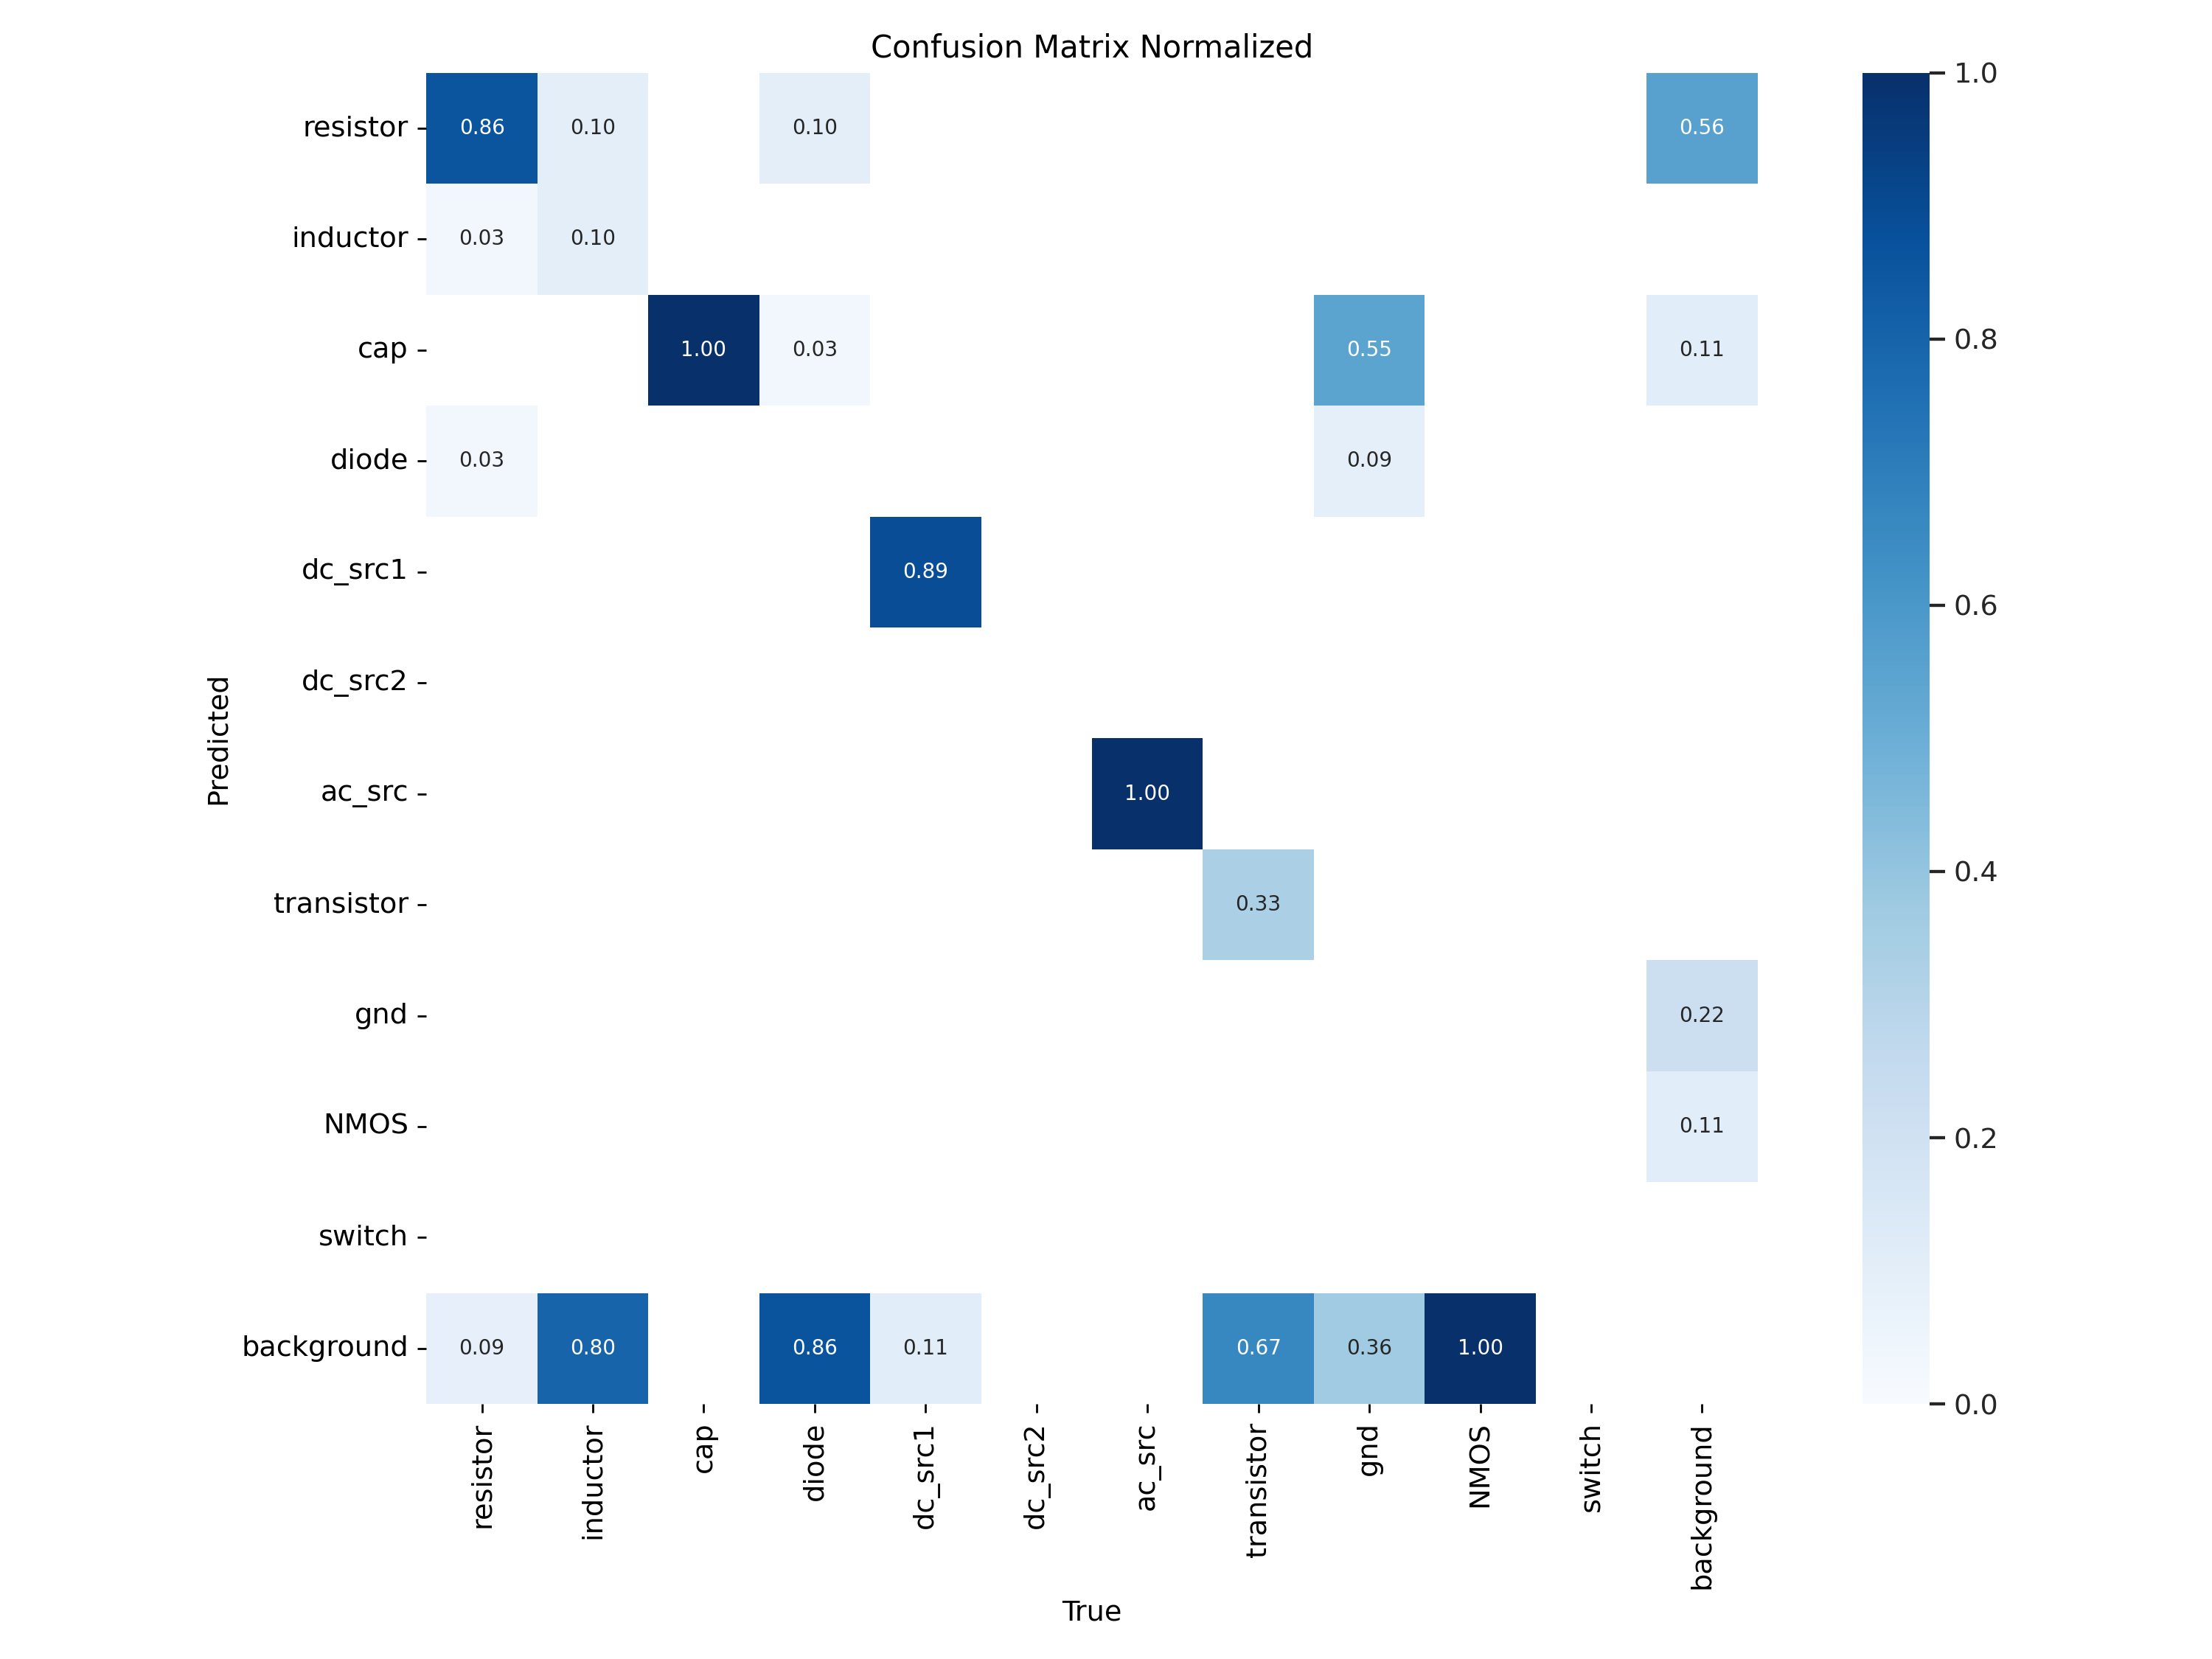 Confusion Matrix Normalized
resistor 0.86 0.10 0.10 0.56
inductor 0.03 0.10
cap 1.00 0.03 0.55 0.11
diode 0.03 0.09
dc_src1 0.89
dc_src2
ac_src 1.00
transistor 0.33
gnd 0.22
NMOS 0.11
switch
background 0.09 0.80 0.86 0.11 0.67 0.36 1.00
Predicted
resistor inductor cap diode dc_src1 dc_src2 ac_src transistor gnd NMOS switch background
True
1.0
0.8
0.6
0.4
0.2
0.0